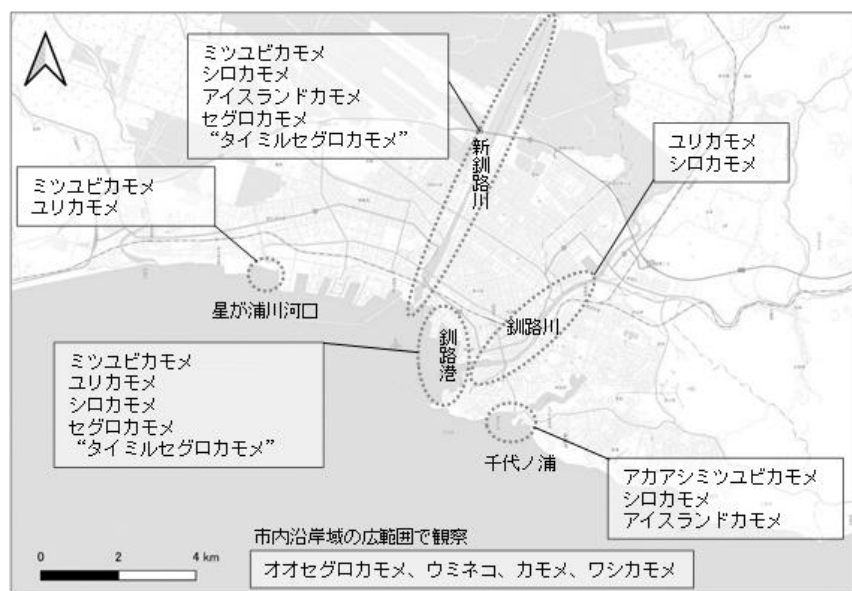 ミツユビカモメ
シロカモメ
アイスランドカモメ
セグロカモメ
“タイミルセグロカモメ”
新釧路川
ユリカモメ
シロカモメ
ミツユビカモメ
ユリカモメ
星が浦川河口
釧路川
釧路港
ミツユビカモメ
ユリカモメ
シロカモメ
セグロカモメ
“タイミルセグロカモメ”
千代ノ浦
アカアシミツユビカモメ
シロカモメ
アイスランドカモメ
市内沿岸域の広範囲で観察
オオセグロカモメ、ウミネコ、カモメ、ワシカモメ
0 2 4 km